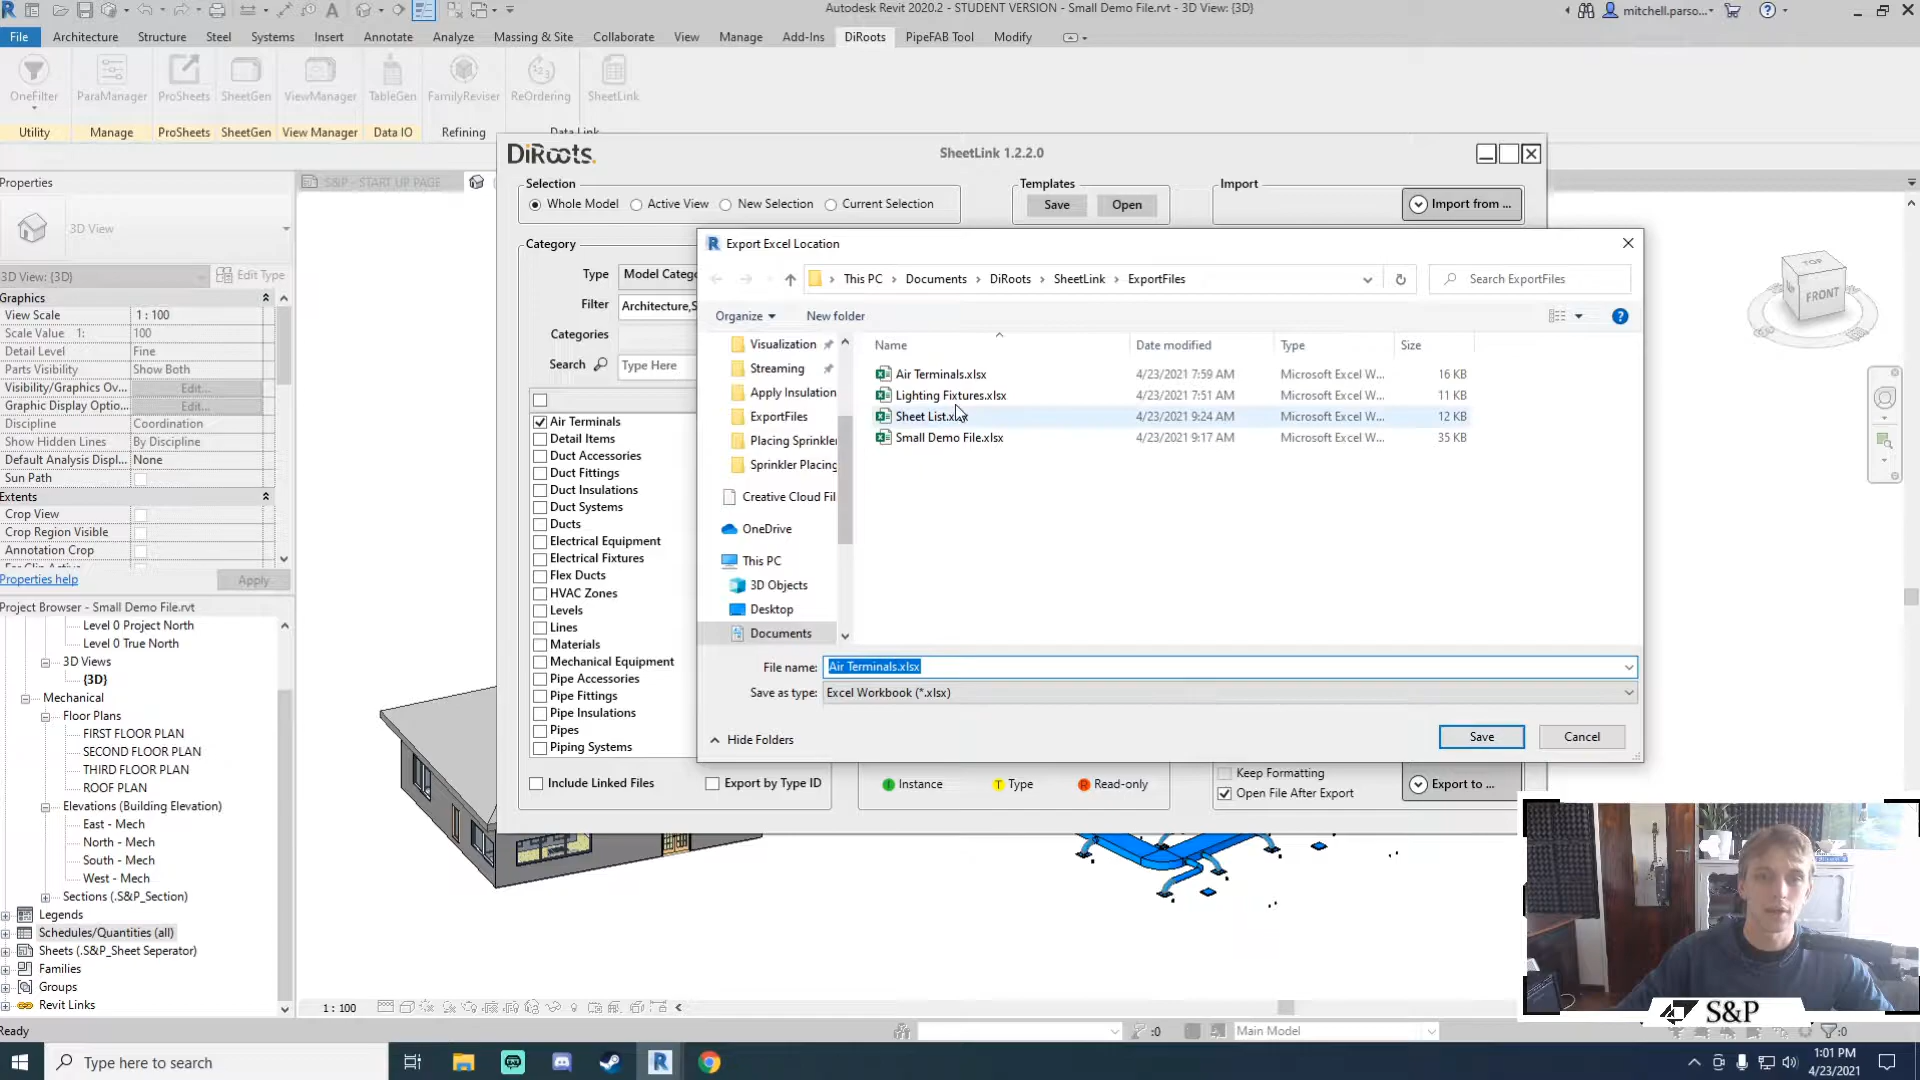 Autodesk Revit 2020.2 - STUDENT VERSION - Small Demo File.rvt - 3D View: {3D}
mitchell.parso...
File Architecture Structure Steel Systems Insert Annotate Analyze Massing & Site Collaborate View Manage Add-Ins DiRoots PipeFAB Tool Modify
OneFilter ParaManager ProSheets SheetGen ViewManager TableGen FamilyReviser ReOrdering SheetLink
Utility Manage ProSheets SheetGen View Manager Data IO Refining Data Link
Properties
S&P - START UP PAGE
3D View
3D View: {3D} Edit Type
Graphics
View Scale 1 : 100
Scale Value 1: 100
Detail Level Fine
Parts Visibility Show Both
Visibility/Graphics Ov... Edit...
Graphic Display Optio... Edit...
Discipline Coordination
Show Hidden Lines By Discipline
Default Analysis Displ... None
Sun Path
Extents
Crop View
Crop Region Visible
Annotation Crop
Properties help Apply
Project Browser - Small Demo File.rvt
Level 0 Project North
Level 0 True North
3D Views
{3D}
Mechanical
Floor Plans
FIRST FLOOR PLAN
SECOND FLOOR PLAN
THIRD FLOOR PLAN
ROOF PLAN
Elevations (Building Elevation)
East - Mech
North - Mech
South - Mech
West - Mech
Sections (.S&P_Section)
Legends
Schedules/Quantities (all)
Sheets (.S&P_Sheet Seperator)
Families
Groups
Revit Links
DiRoots. SheetLink 1.2.2.0
Selection
Whole Model Active View New Selection Current Selection
Templates
Save Open
Import
Import from ...
Category
Type Model Catego
Filter Architecture,S
Categories
Search Type Here
Air Terminals
Detail Items
Duct Accessories
Duct Fittings
Duct Insulations
Duct Systems
Ducts
Electrical Equipment
Electrical Fixtures
Flex Ducts
HVAC Zones
Levels
Lines
Materials
Mechanical Equipment
Pipe Accessories
Pipe Fittings
Pipe Insulations
Pipes
Piping Systems
Include Linked Files Export by Type ID
I Instance T Type R Read-only
Keep Formatting
Open File After Export
Export to ...
Export Excel Location
This PC › Documents › DiRoots › SheetLink › ExportFiles
Search ExportFiles
Organize New folder
Visualization
Streaming
Apply Insulation
ExportFiles
Placing Sprinkler
Sprinkler Placing
Creative Cloud Fil
OneDrive
This PC
3D Objects
Desktop
Documents
Name Date modified Type Size
Air Terminals.xlsx 4/23/2021 7:59 AM Microsoft Excel W... 16 KB
Lighting Fixtures.xlsx 4/23/2021 7:51 AM Microsoft Excel W... 11 KB
Sheet List.xlsx 4/23/2021 9:24 AM Microsoft Excel W... 12 KB
Small Demo File.xlsx 4/23/2021 9:17 AM Microsoft Excel W... 35 KB
File name: Air Terminals.xlsx
Save as type: Excel Workbook (*.xlsx)
Hide Folders
Save Cancel
TOP
FRONT
S&P
1 : 100
Ready
:0 Main Model :0
Type here to search
1:01 PM
4/23/2021